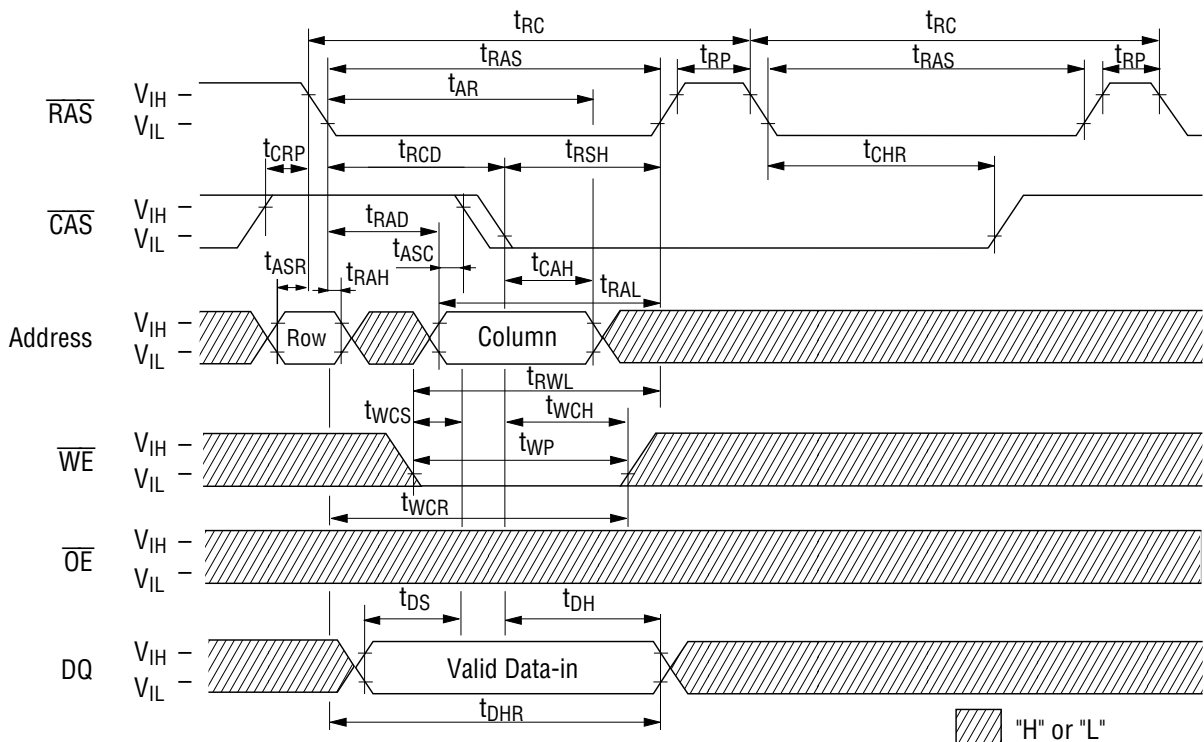 tRC tRC
tRAS tRP tRAS tRP
tAR
RAS VIH
VIL
tCRP tRCD tRSH tCHR
CAS VIH
VIL
tRAD
tASC
tASR tRAH tCAH
tRAL
Address VIH
VIL
Row Column
tRWL
tWCS tWCH
WE VIH
VIL
tWP
tWCR
OE VIH
VIL
tDS tDH
DQ VIH
VIL
Valid Data-in
tDHR
"H" or "L"